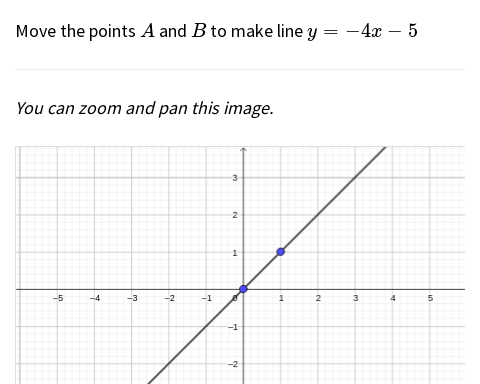 Move the points A and B to make line y = −4x − 5
You can zoom and pan this image.
3
2
1
−5 −4 −3 −2 −1 0 1 2 3 4 5
−1
−2